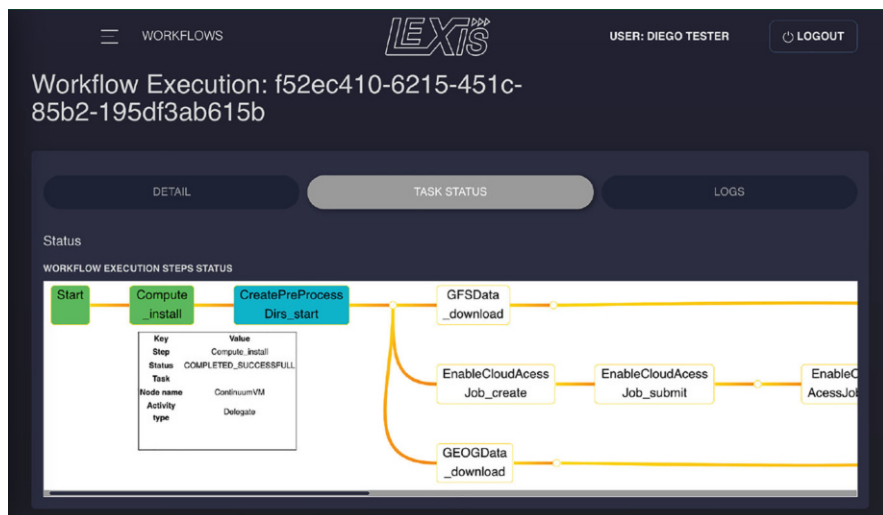 WORKFLOWS
LEXIS
USER: DIEGO TESTER
LOGOUT
Workflow Execution: f52ec410-6215-451c-
85b2-195df3ab615b
DETAIL
TASK STATUS
LOGS
Status
WORKFLOW EXECUTION STEPS STATUS
Start
Compute
_install
CreatePreProcess
Dirs_start
GFSData
_download
Key Value
Step Compute_install
Status COMPLETED_SUCCESSFULL
Task
Node name ContinuumVM
Activity
type Delegate
EnableCloudAcess
Job_create
EnableCloudAcess
Job_submit
EnableC
AcessJob
GEOGData
_download